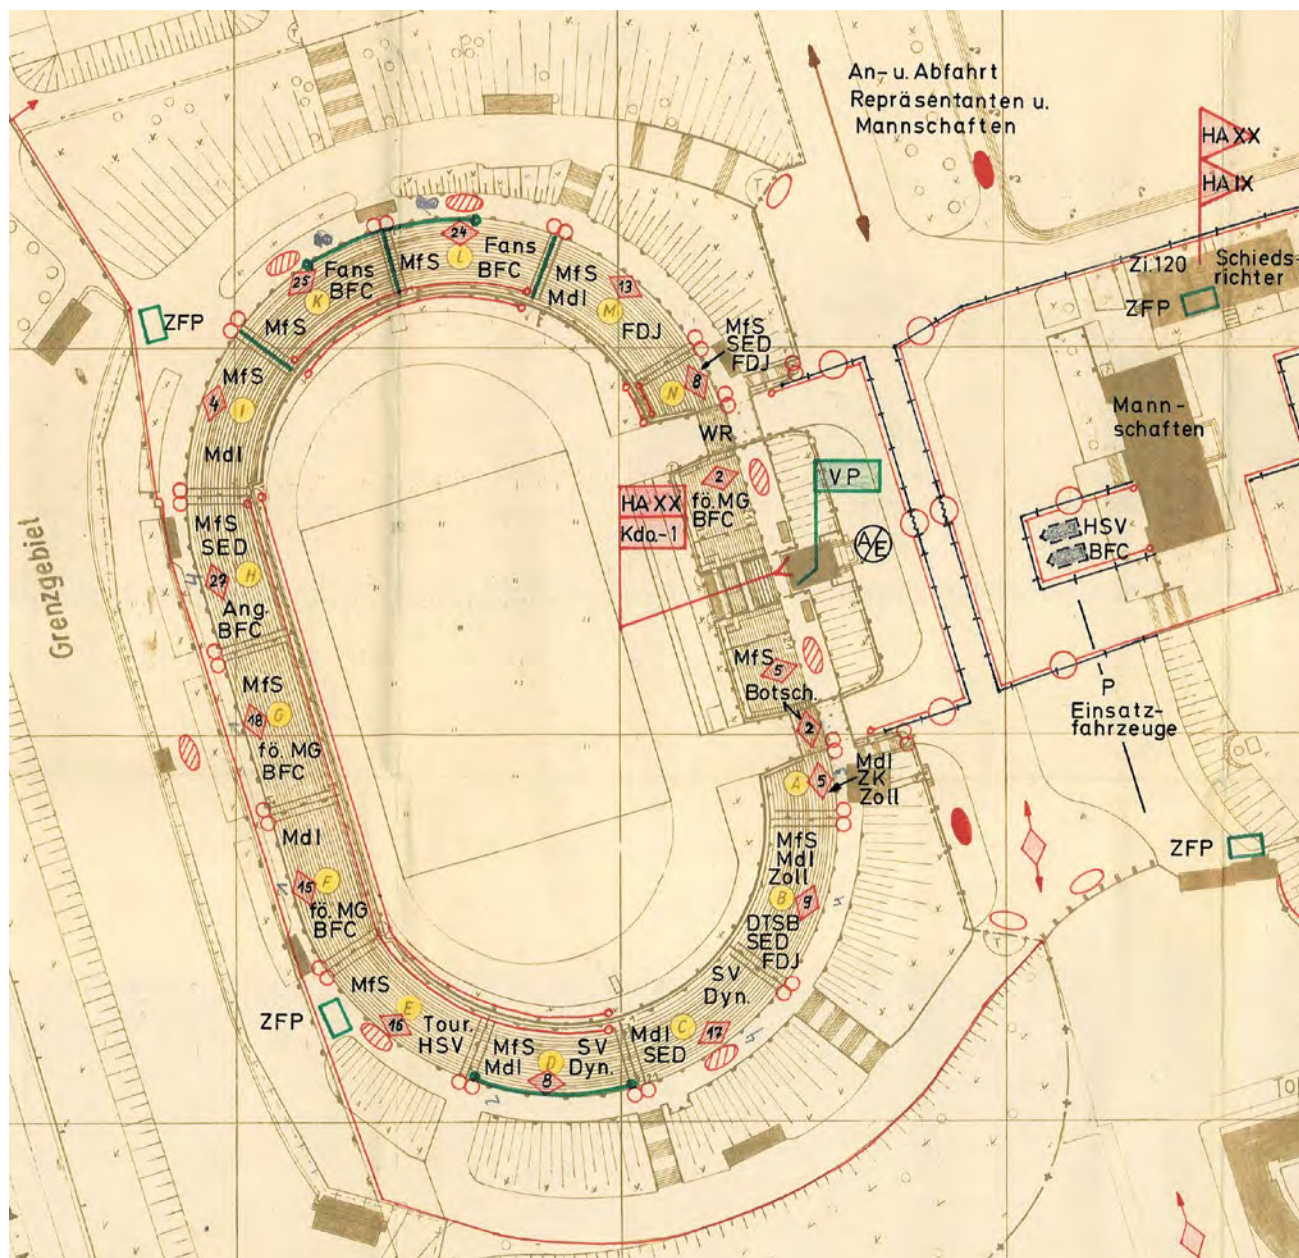 An- u. Abfahrt
Repräsentanten u.
Mannschaften
HA XX
HA IX
Zi.120
Schieds-
richter
ZFP
Mann-
schaften
HSV
BFC
P
Einsatz-
fahrzeuge
ZFP
ZFP
Grenzgebiel
25
Fans
BFC
K
MfS
MfS
24
L
Fans
BFC
MfS
MdI
13
M
FDJ
MfS
SED
FDJ
8
N
WR
2
fö. MG
BFC
VP
HA XX
Kdo.-1
A/E
MfS
5
Botsch.
2
MfS
4
I
MdI
MfS
SED
4
27
H
Ang.
BFC
MfS
18
G
fö. MG
BFC
MdI
1
15
F
fö. MG
BFC
MfS
E
16
Tour.
HSV
ZFP
MfS
MdI
D
8
SV
Dyn.
2
SV
Dyn.
MdI
SED
C
17
A
5
MdI
ZK
Zoll
MfS
MdI
Zoll
B
9
DTSB
SED
FDJ